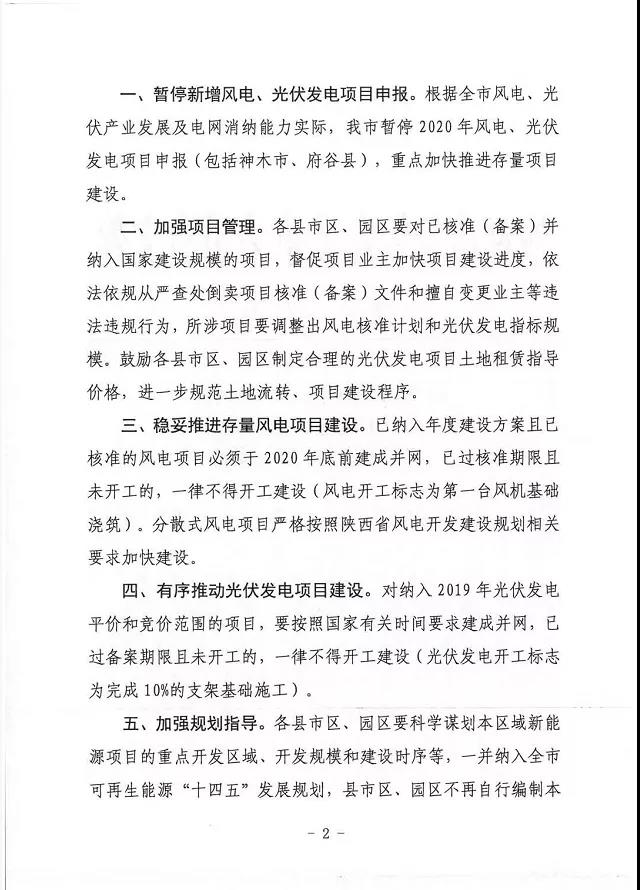 一、暂停新增风电、光伏发电项目申报。根据全市风电、光
伏产业发展及电网消纳能力实际，我市暂停 2020 年风电、光伏
发电项目申报（包括神木市、府谷县），重点加快推进存量项目
建设。
二、加强项目管理。各县市区、园区要对已核准（备案）并
纳入国家建设规模的项目，督促项目业主加快项目建设进度，依
法依规从严查处倒卖项目核准（备案）文件和擅自变更业主等违
法违规行为，所涉项目要调整出风电核准计划和光伏发电指标规
模。鼓励各县市区、园区制定合理的光伏发电项目土地租赁指导
价格，进一步规范土地流转、项目建设程序。
三、稳妥推进存量风电项目建设。已纳入年度建设方案且已
核准的风电项目必须于 2020 年底前建成并网，已过核准期限且
未开工的，一律不得开工建设（风电开工标志为第一台风机基础
浇筑）。分散式风电项目严格按照陕西省风电开发建设规划相关
要求加快建设。
四、有序推动光伏发电项目建设。对纳入 2019 年光伏发电
平价和竞价范围的项目，要按照国家有关时间要求建成并网，已
过备案期限且未开工的，一律不得开工建设（光伏发电开工标志
为完成 10%的支架基础施工）。
五、加强规划指导。各县市区、园区要科学谋划本区域新能
源项目的重点开发区域、开发规模和建设时序等，一并纳入全市
可再生能源“十四五”发展规划，县市区、园区不再自行编制本
- 2 -